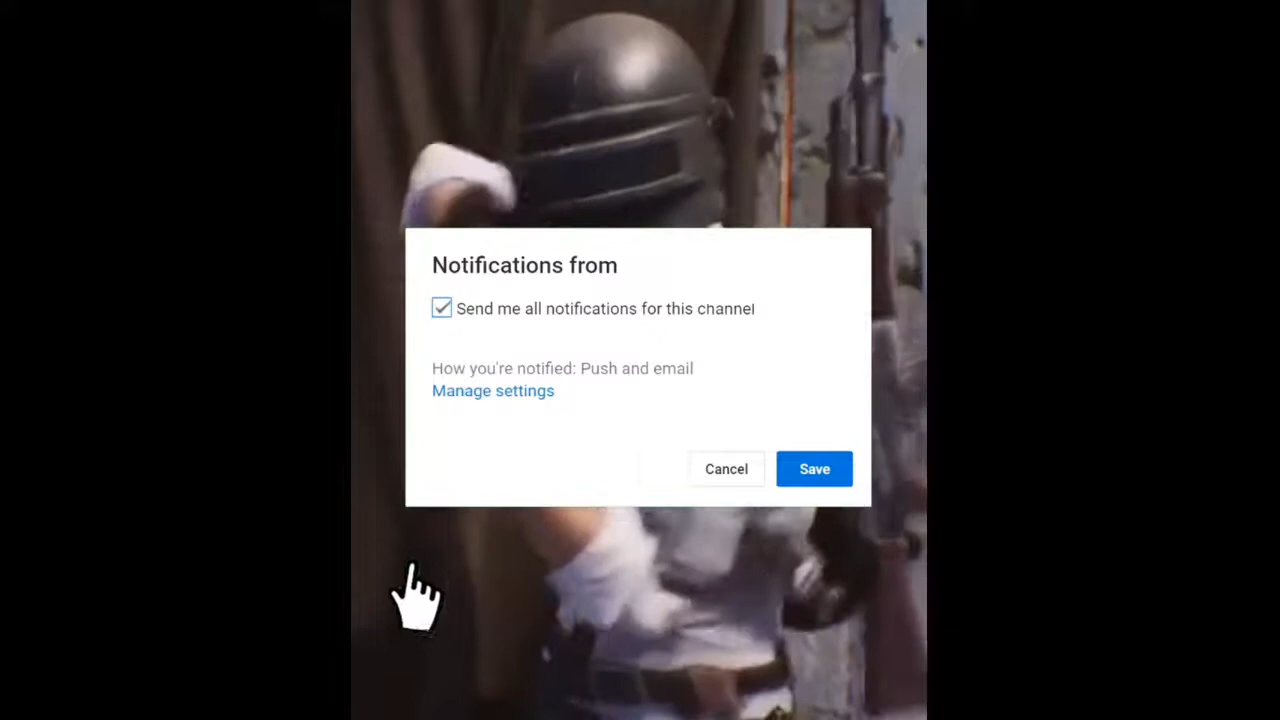 Notifications from
Send me all notifications for this channel
How you're notified: Push and email
Manage settings
Cancel
Save